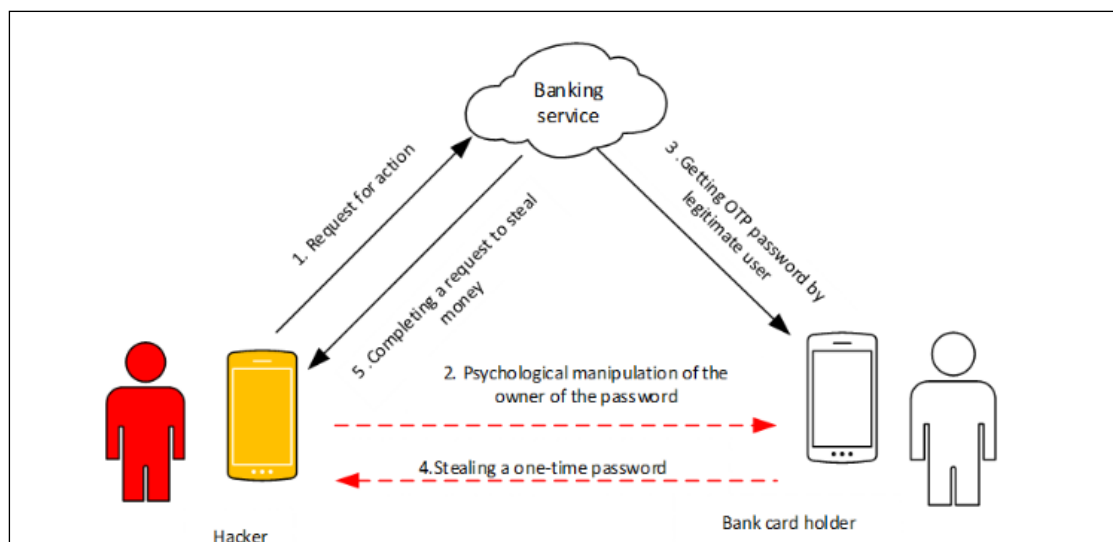 Banking
service
1. Request for action
3 .Getting OTP password by
legitimate user
5 .Completing a request to steal
money
2. Psychological manipulation of the
owner of the password
4.Stealing a one-time password
Hacker
Bank card holder